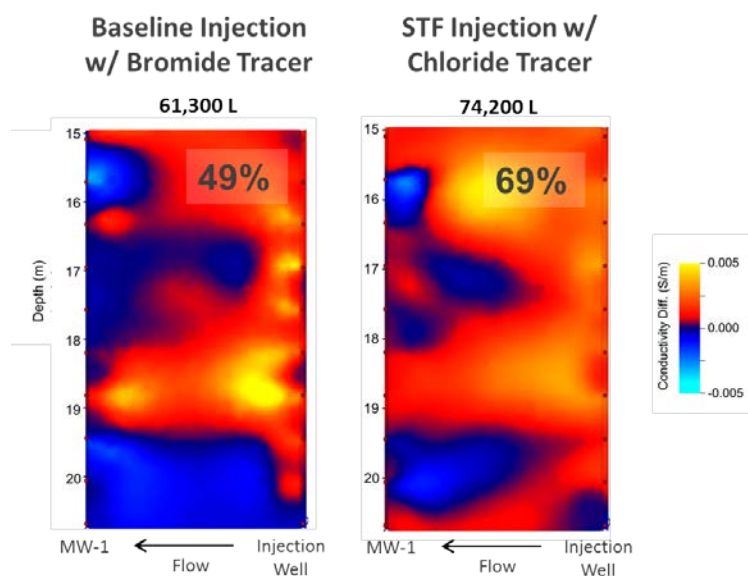 Baseline Injection
w/ Bromide Tracer
61,300 L
15
16
17
18
19
20
Depth (m)
49%
MW-1
Flow
Injection
Well
STF Injection w/
Chloride Tracer
74,200 L
15
16
17
18
19
20
69%
MW-1
Flow
Injection
Well
Conductivity Diff. (S/m)
0.005
0.000
-0.005